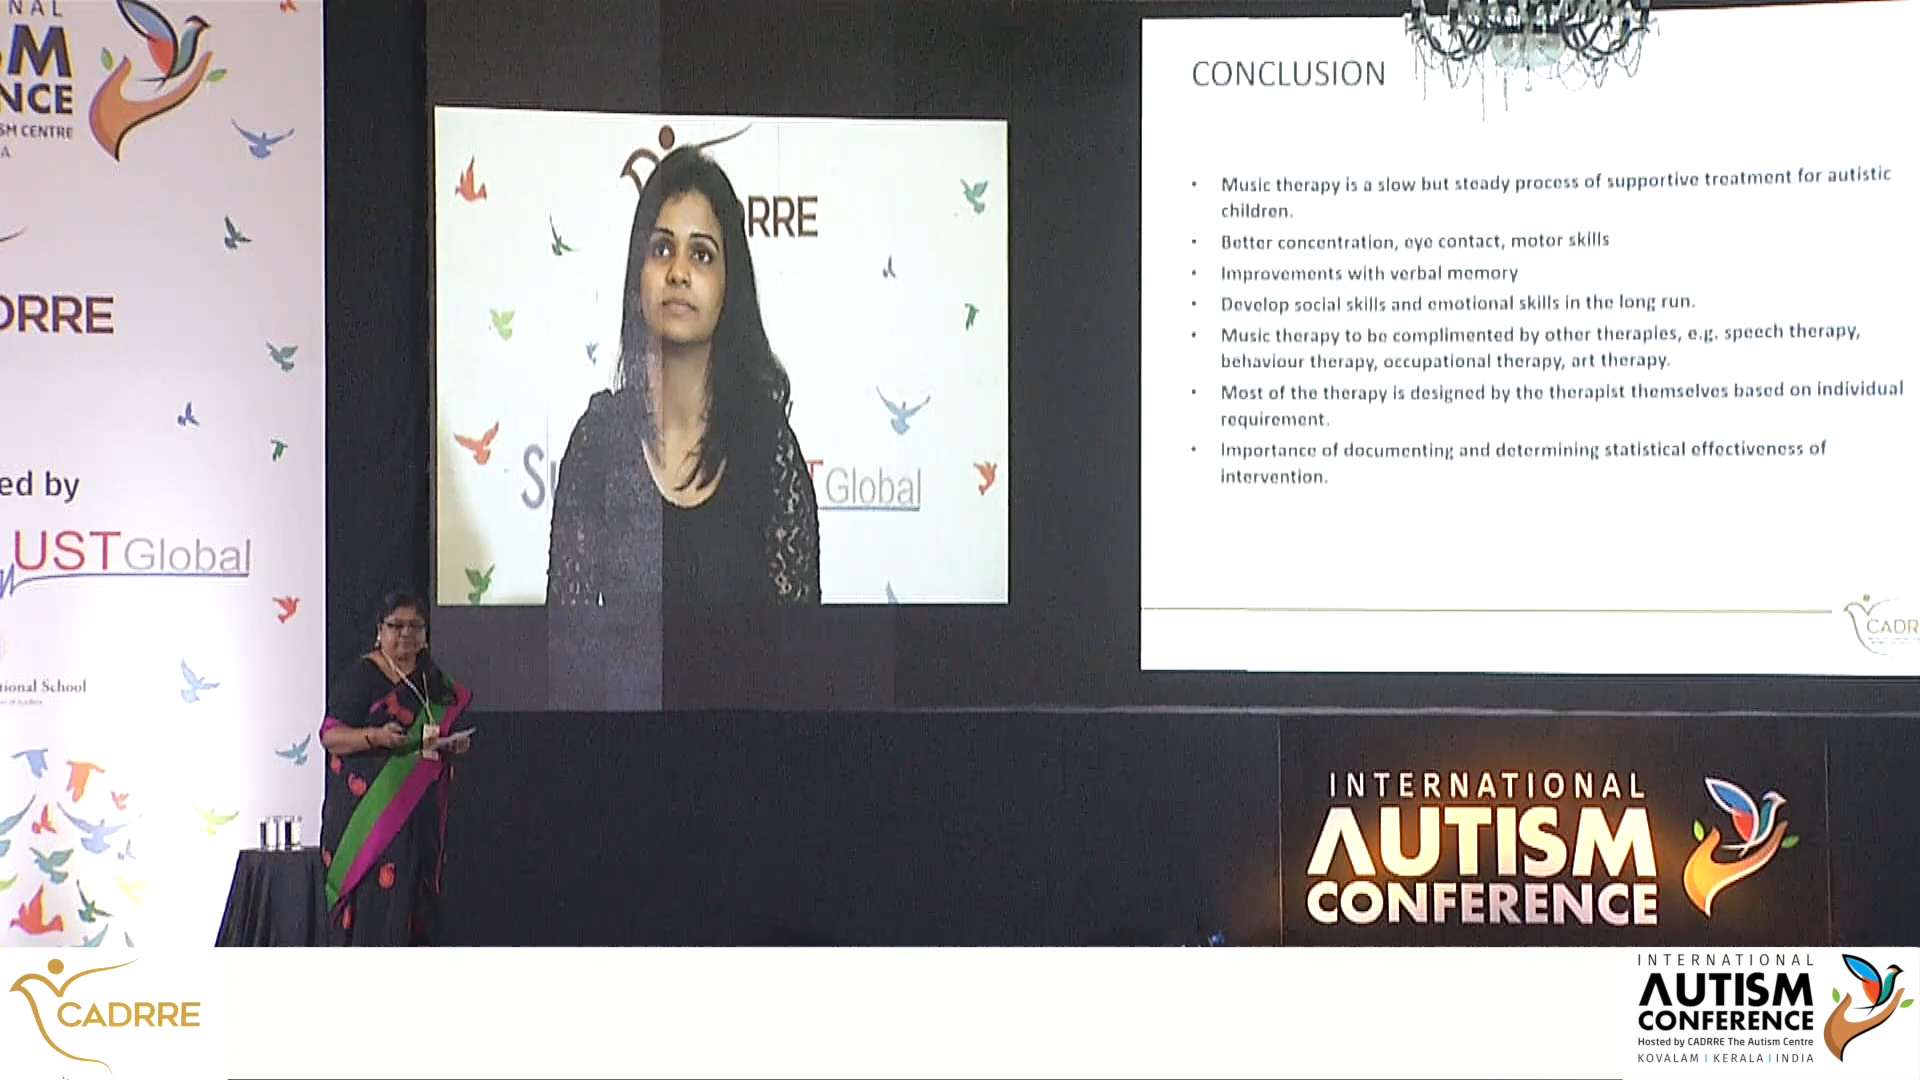 NAL
SM
NCE
SM CENTRE
A
DRRE
ed by
USTGlobal
tional School
RRE
Su
T Global
CONCLUSION
• Music therapy is a slow but steady process of supportive treatment for autistic
children.
• Better concentration, eye contact, motor skills
• Improvements with verbal memory
• Develop social skills and emotional skills in the long run.
• Music therapy to be complimented by other therapies, e.g. speech therapy,
behaviour therapy, occupational therapy, art therapy.
• Most of the therapy is designed by the therapist themselves based on individual
requirement.
• Importance of documenting and determining statistical effectiveness of
intervention.
CADR
INTERNATIONAL
AUTISM
CONFERENCE
CADRRE
INTERNATIONAL
AUTISM
CONFERENCE
Hosted by CADRRE The Autism Centre
KOVALAM | KERALA | INDIA